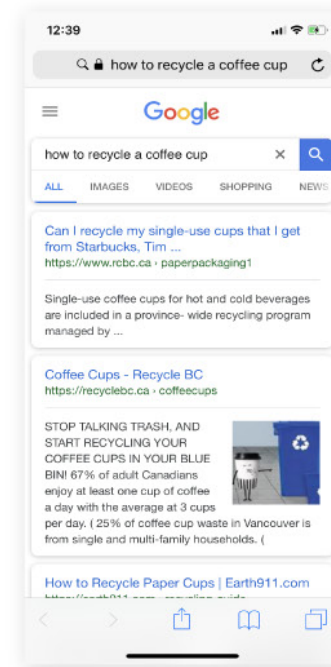 12:39
how to recycle a coffee cup
Google
how to recycle a coffee cup
ALL IMAGES VIDEOS SHOPPING NEWS
Can I recycle my single-use cups that I get
from Starbucks, Tim ...
https://www.rcbc.ca › paperpackaging1
Single-use coffee cups for hot and cold beverages
are included in a province- wide recycling program
managed by ...
Coffee Cups - Recycle BC
https://recyclebc.ca › coffeecups
STOP TALKING TRASH, AND
START RECYCLING YOUR
COFFEE CUPS IN YOUR BLUE
BIN! 67% of adult Canadians
enjoy at least one cup of coffee
a day with the average at 3 cups
per day. ( 25% of coffee cup waste in Vancouver is
from single and multi-family households. (
How to Recycle Paper Cups | Earth911.com